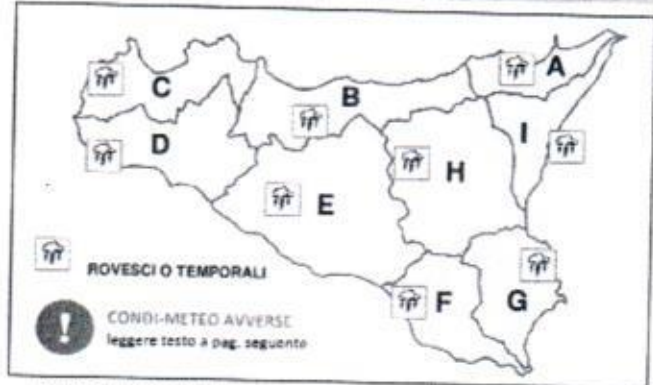 A
C
B
I
D
H
E
ROVESCI O TEMPORALI
F
G
!
CONDI-METEO AVVERSE
leggere testo a pag. seguente